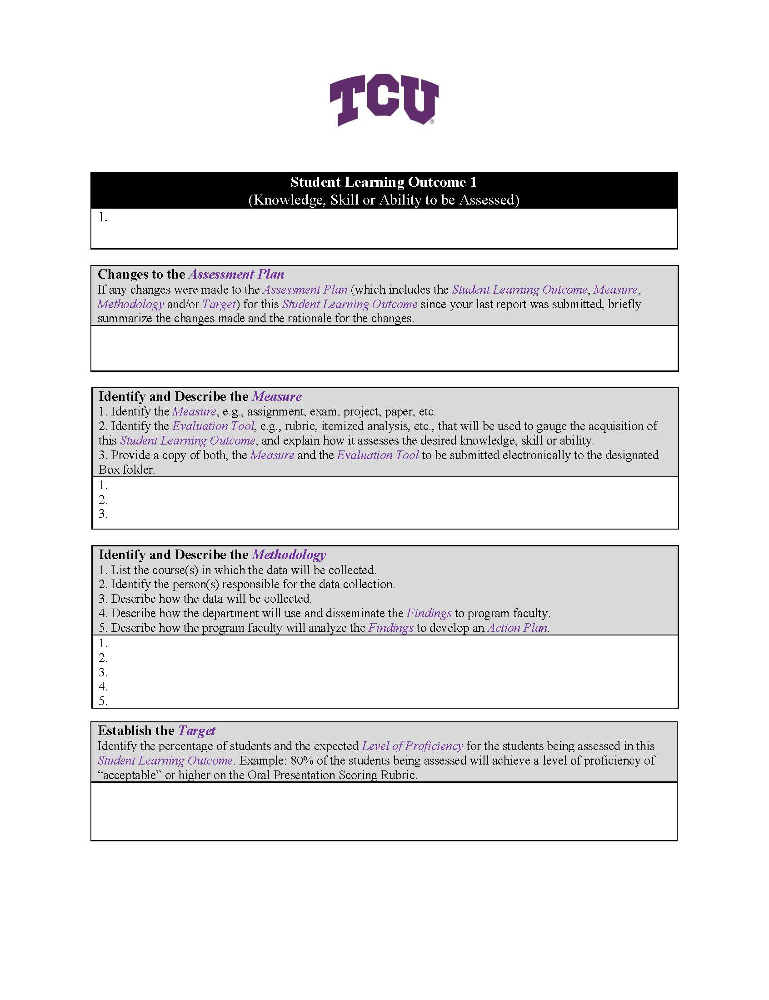 TCU®
Student Learning Outcome 1
(Knowledge, Skill or Ability to be Assessed)
1.
Changes to the Assessment Plan
If any changes were made to the Assessment Plan (which includes the Student Learning Outcome, Measure,
Methodology and/or Target) for this Student Learning Outcome since your last report was submitted, briefly
summarize the changes made and the rationale for the changes.
Identify and Describe the Measure
1. Identify the Measure, e.g., assignment, exam, project, paper, etc.
2. Identify the Evaluation Tool, e.g., rubric, itemized analysis, etc., that will be used to gauge the acquisition of
this Student Learning Outcome, and explain how it assesses the desired knowledge, skill or ability.
3. Provide a copy of both, the Measure and the Evaluation Tool to be submitted electronically to the designated
Box folder.
1.
2.
3.
Identify and Describe the Methodology
1. List the course(s) in which the data will be collected.
2. Identify the person(s) responsible for the data collection.
3. Describe how the data will be collected.
4. Describe how the department will use and disseminate the Findings to program faculty.
5. Describe how the program faculty will analyze the Findings to develop an Action Plan.
1.
2.
3.
4.
5.
Establish the Target
Identify the percentage of students and the expected Level of Proficiency for the students being assessed in this
Student Learning Outcome. Example: 80% of the students being assessed will achieve a level of proficiency of
“acceptable” or higher on the Oral Presentation Scoring Rubric.